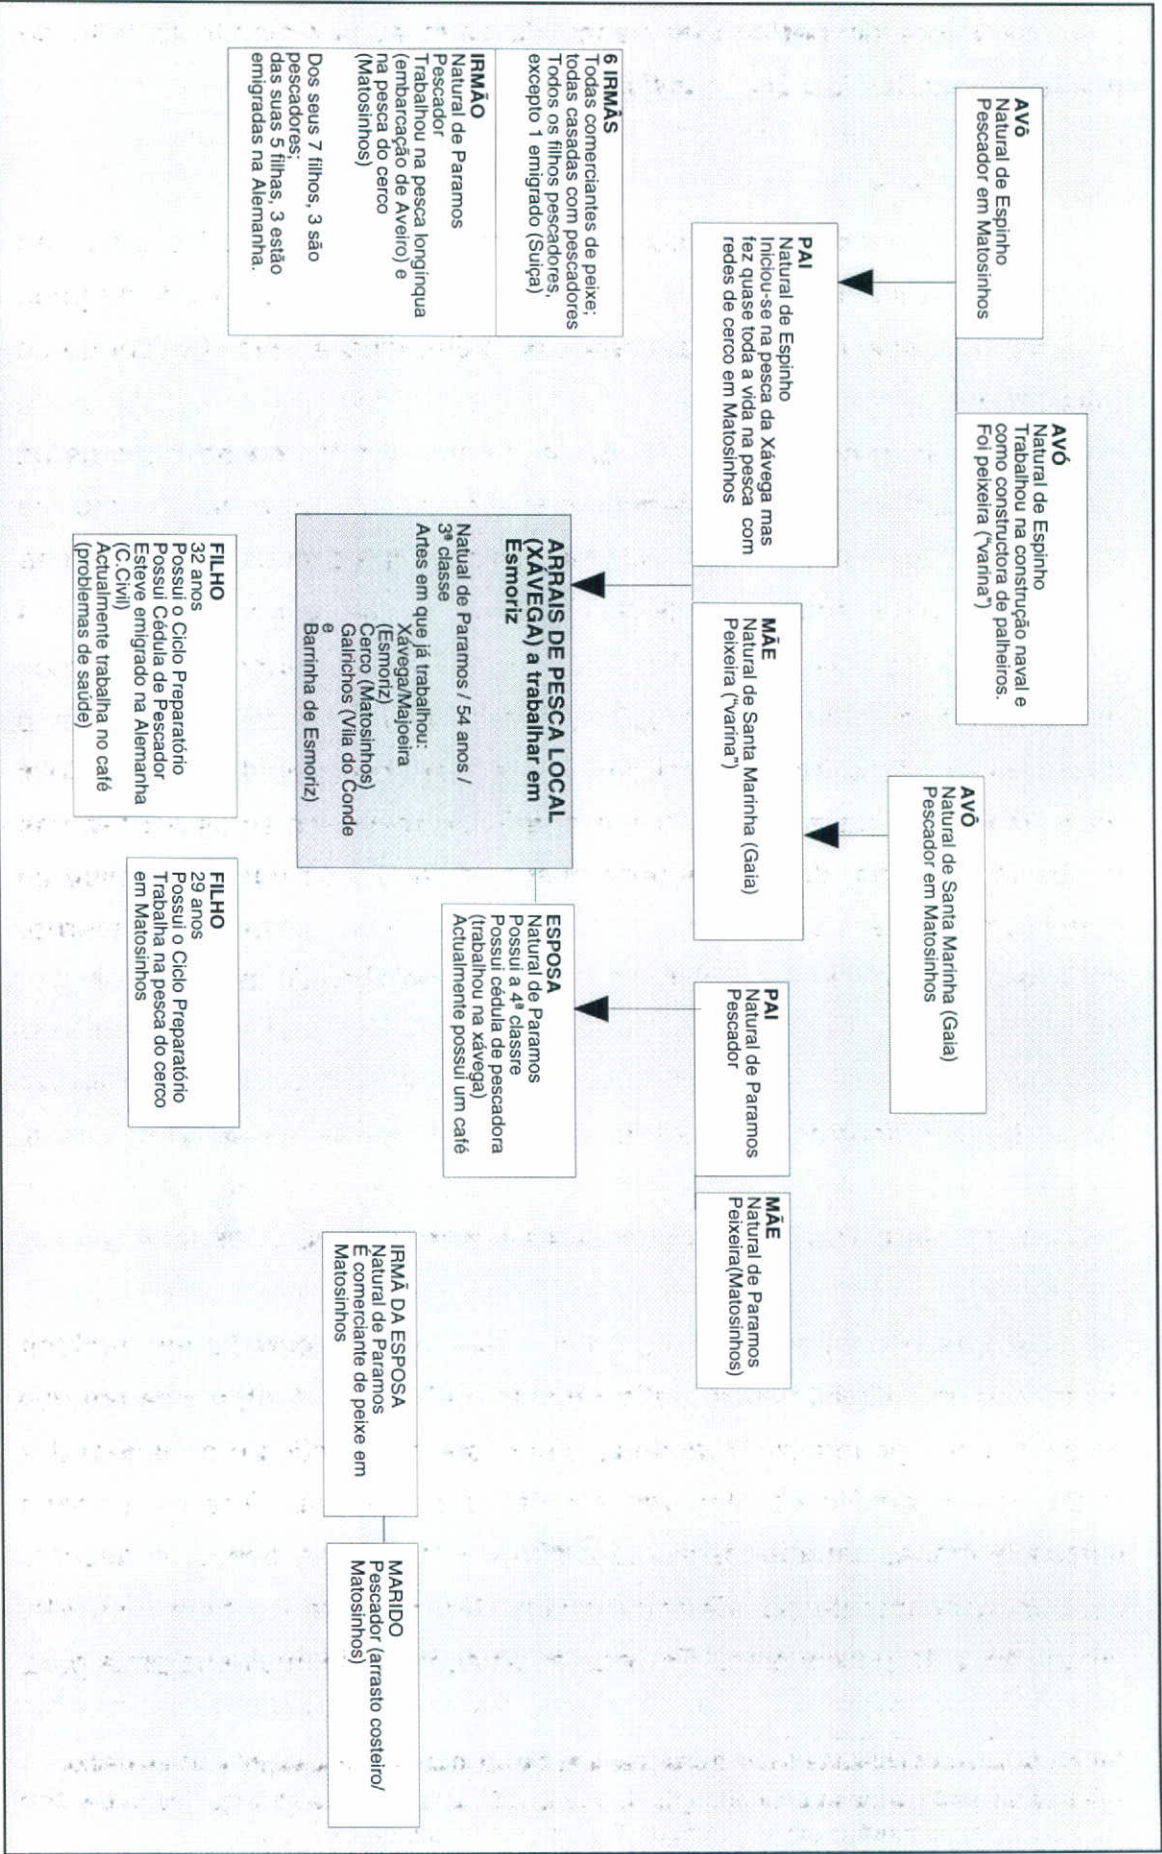 AVÔ
Natural de Espinho
Pescador em Matosinhos
AVÓ
Natural de Espinho
Trabalhou na construção naval e
como constructora de palheiros.
Foi peixeira ("varina")
AVÔ
Natural de Santa Marinha (Gaia)
Pescador em Matosinhos
PAI
Natural de Espinho
Iniciou-se na pesca da Xávega mas
fez quase toda a vida na pesca com
redes de cerco em Matosinhos
MÃE
Natural de Santa Marinha (Gaia)
Peixeira ("varina")
PAI
Natural de Paramos
Pescador
MÃE
Natural de Paramos
Peixeira(Matosinhos)
6 IRMÃS
Todas comerciantes de peixe;
todas casadas com pescadores
Todos os filhos pescadores,
excepto 1 emigrado (Suiça)
IRMÃO
Natural de Paramos
Pescador
Trabalhou na pesca longínqua
(embarcação de Aveiro) e
na pesca do cerco
(Matosinhos)
Dos seus 7 filhos, 3 são
pescadores;
das suas 5 filhas, 3 estão
emigradas na Alemanha.
ARRAIS DE PESCA LOCAL
(XÁVEGA) a trabalhar em
Esmoriz
Natual de Paramos / 54 anos /
3ª classe
Artes em que já trabalhou:
Xávega/Majoeira
(Esmoriz)
Cerco (Matosinhos)
Galrichos (Vila do Conde
e
Barrinha de Esmoriz)
ESPOSA
Natural de Paramos
Possui a 4ª classre
Possui cédula de pescadora
(trabalhou na xávega)
Actualmente possui um café
FILHO
32 anos
Possui o Ciclo Preparatório
Possui Cédula de Pescador
Esteve emigrado na Alemanha
(C.Civil)
Actualmente trabalha no café
(problemas de saúde)
FILHO
29 anos
Possui o Ciclo Preparatório
Trabalha na pesca do cerco
em Matosinhos
IRMÃ DA ESPOSA
Natural de Paramos
É comerciante de peixe em
Matosinhos
MARIDO
Pescador (arrasto costeiro/
Matosinhos)